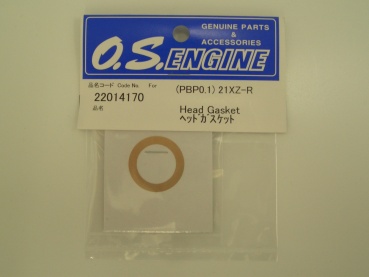 GENUINE PARTS
&
ACCESSORIES
O.S.ENGINE
品名コード Code No. For
22014170
(PBP0.1) 21XZ-R
品名
Head Gasket
ヘッドガスケット